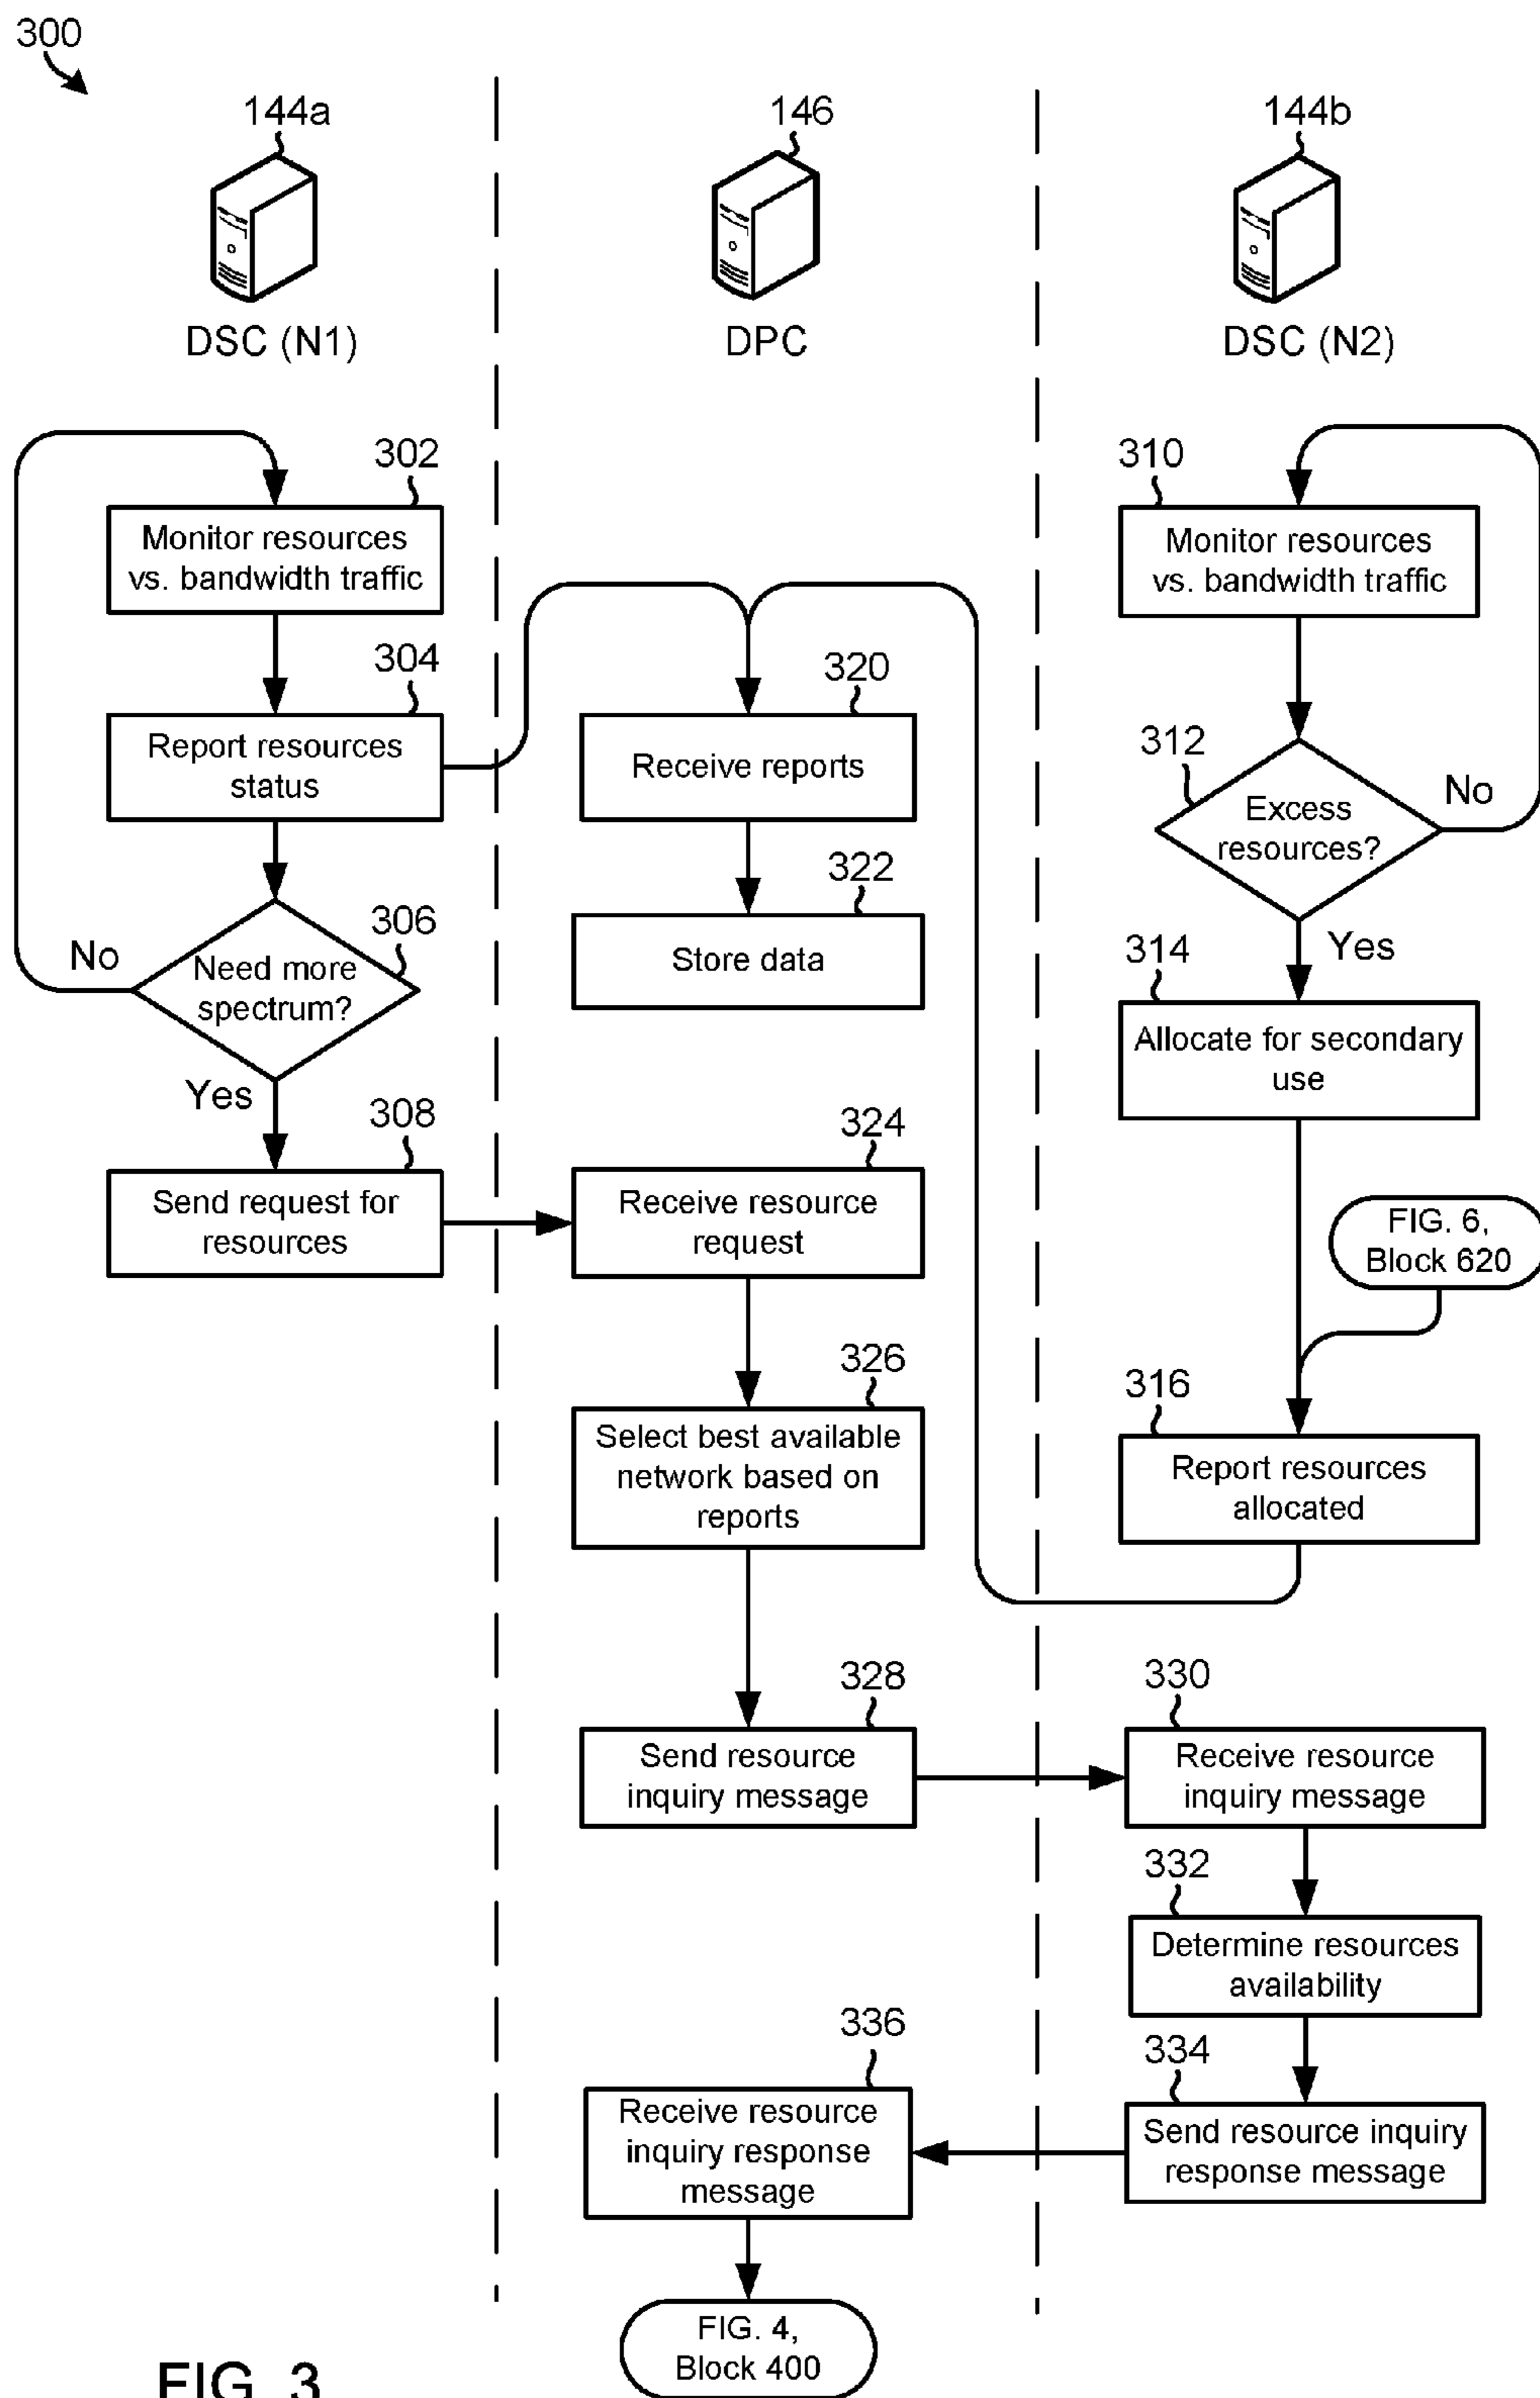 300
144a
146
144b
DSC (N1)
DPC
DSC (N2)
302
Monitor resources
vs. bandwidth traffic
304
Report resources
status
306
Need more
spectrum?
No
Yes
308
Send request for
resources
320
Receive reports
322
Store data
324
Receive resource
request
326
Select best available
network based on
reports
328
Send resource
inquiry message
336
Receive resource
inquiry response
message
FIG. 4,
Block 400
310
Monitor resources
vs. bandwidth traffic
312
Excess
resources?
No
Yes
314
Allocate for secondary
use
FIG. 6,
Block 620
316
Report resources
allocated
330
Receive resource
inquiry message
332
Determine resources
availability
334
Send resource inquiry
response message
FIG. 3